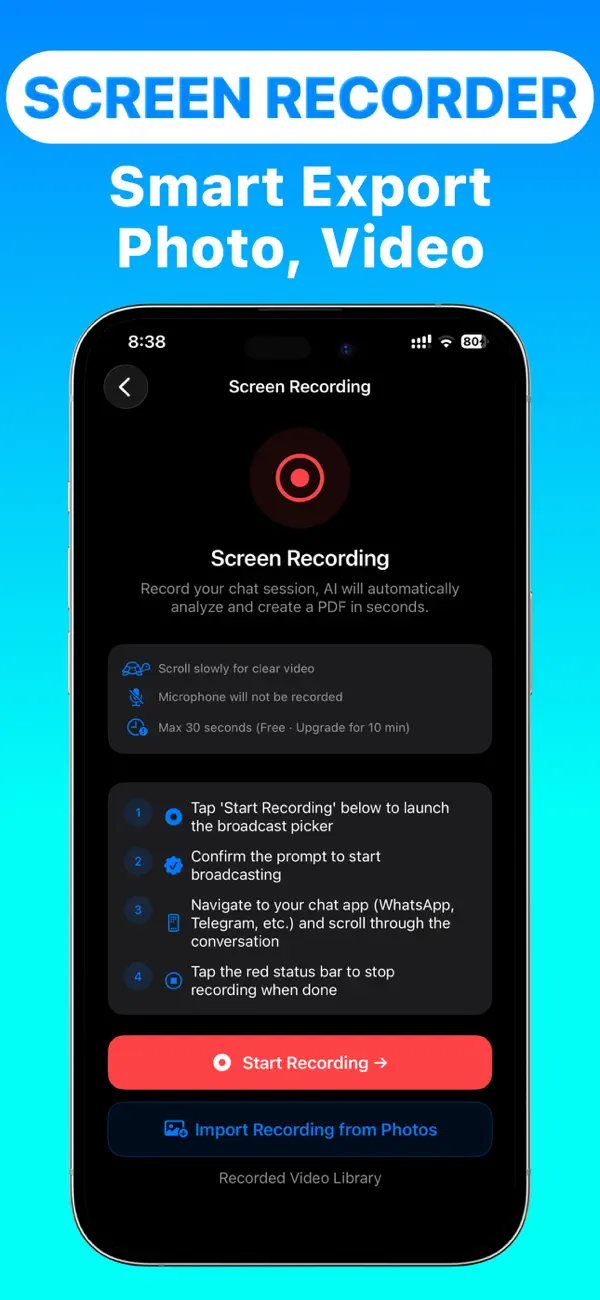 SCREEN RECORDER
Smart Export
Photo, Video
8:38
80
Screen Recording
Screen Recording
Record your chat session, AI will automatically
analyze and create a PDF in seconds.
Scroll slowly for clear video
Microphone will not be recorded
Max 30 seconds (Free · Upgrade for 10 min)
1
Tap 'Start Recording' below to launch
the broadcast picker
2
Confirm the prompt to start
broadcasting
3
Navigate to your chat app (WhatsApp,
Telegram, etc.) and scroll through the
conversation
4
Tap the red status bar to stop
recording when done
Start Recording →
Import Recording from Photos
Recorded Video Library